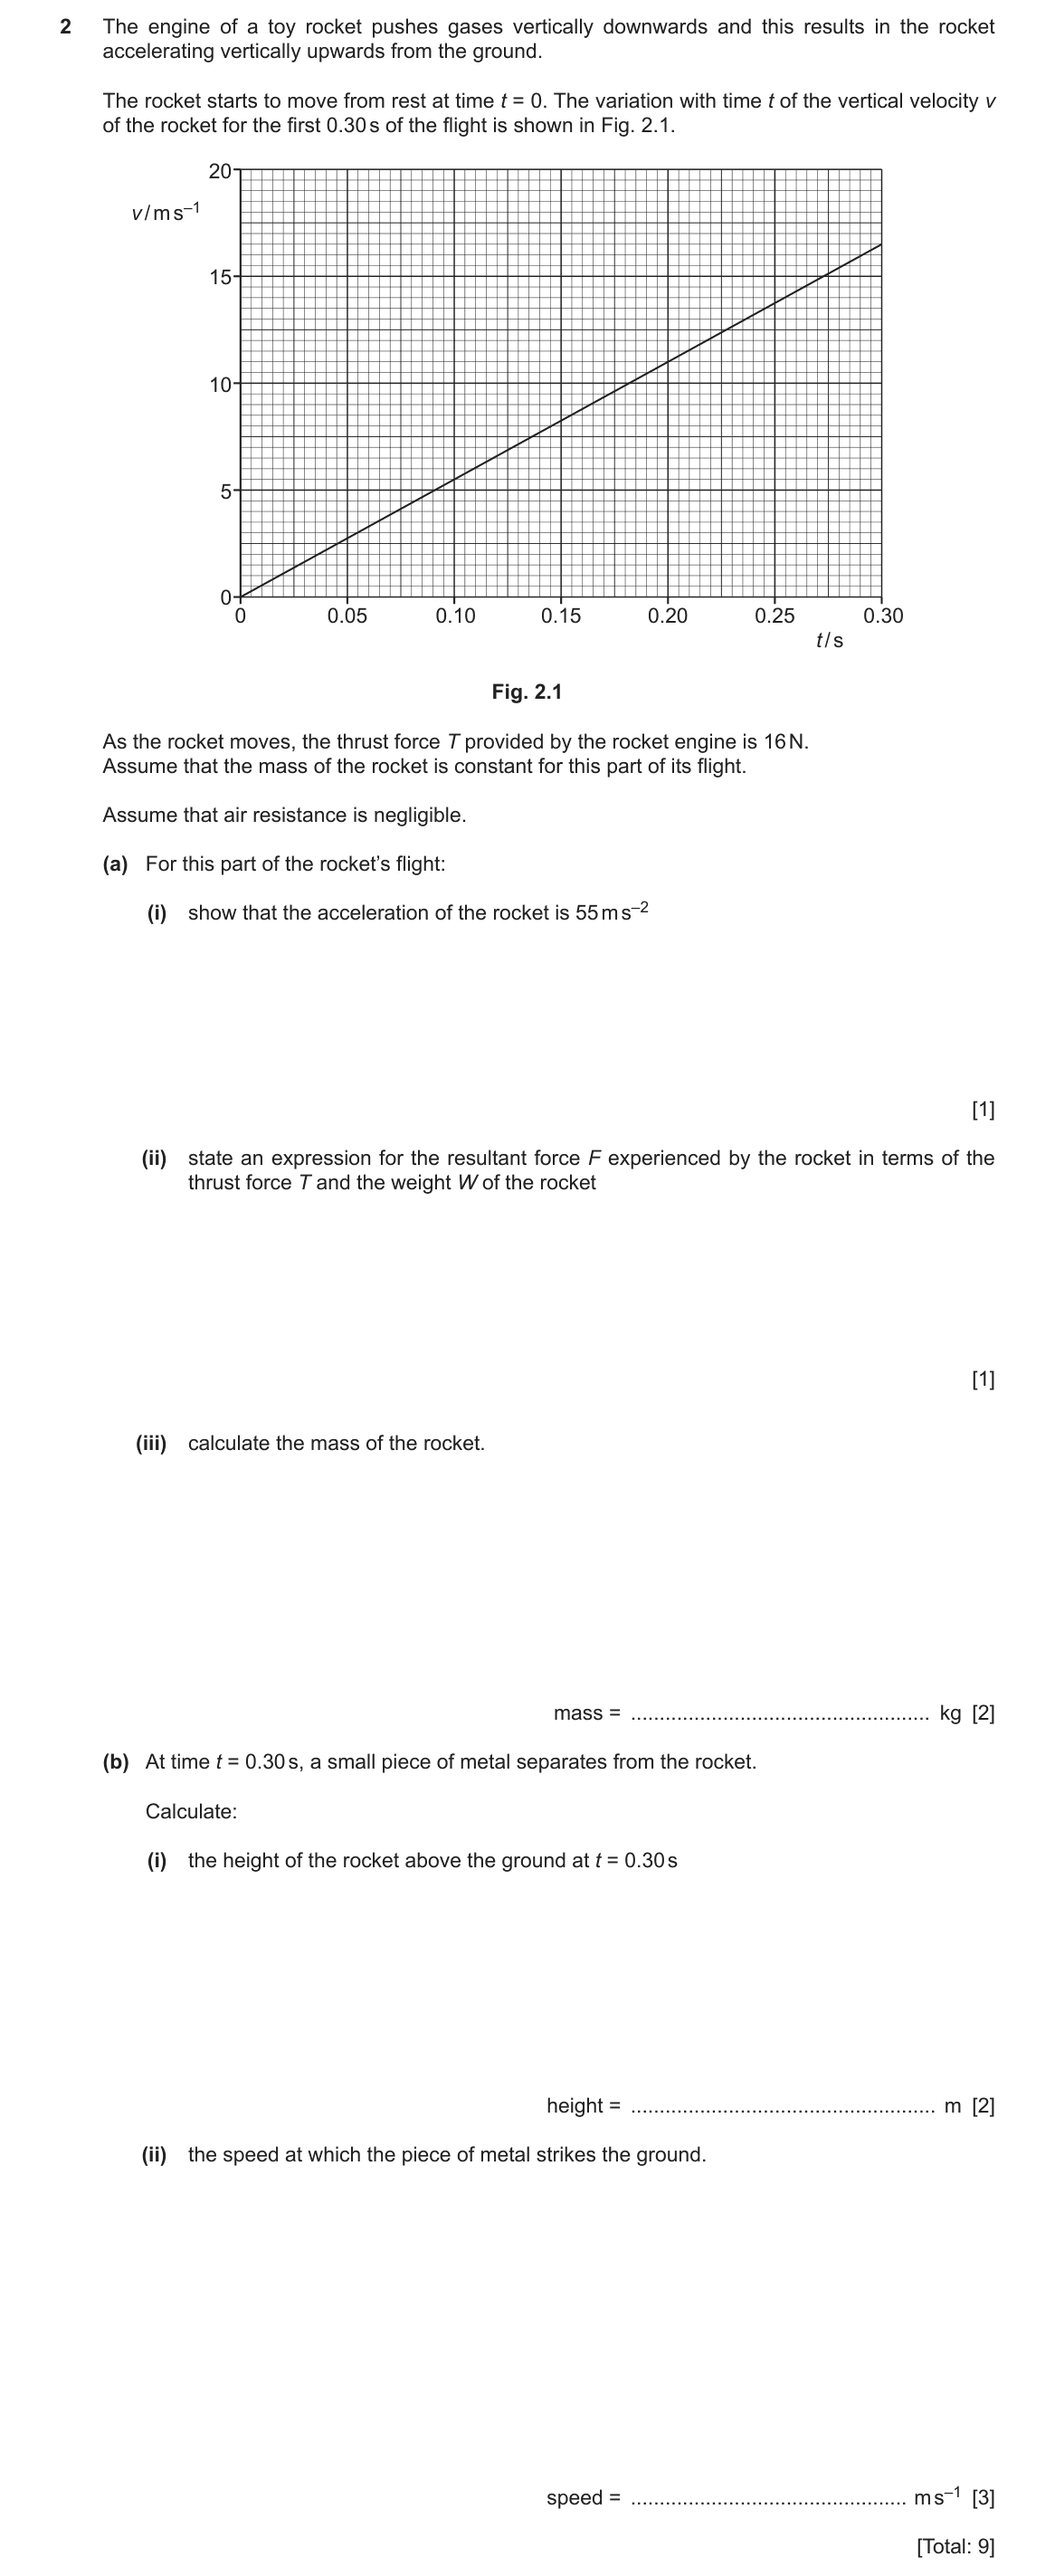 2 The engine of a toy rocket pushes gases vertically downwards and this results in the rocket
accelerating vertically upwards from the ground.
The rocket starts to move from rest at time t = 0. The variation with time t of the vertical velocity v
of the rocket for the first 0.30 s of the flight is shown in Fig. 2.1.
20
v/m s⁻¹
15
10
5
0
0 0.05 0.10 0.15 0.20 0.25 0.30
t/s
Fig. 2.1
As the rocket moves, the thrust force T provided by the rocket engine is 16 N.
Assume that the mass of the rocket is constant for this part of its flight.
Assume that air resistance is negligible.
(a) For this part of the rocket’s flight:
(i) show that the acceleration of the rocket is 55 m s⁻²
[1]
(ii) state an expression for the resultant force F experienced by the rocket in terms of the
thrust force T and the weight W of the rocket
[1]
(iii) calculate the mass of the rocket.
mass = .................................................... kg [2]
(b) At time t = 0.30 s, a small piece of metal separates from the rocket.
Calculate:
(i) the height of the rocket above the ground at t = 0.30 s
height = ..................................................... m [2]
(ii) the speed at which the piece of metal strikes the ground.
speed = ................................................ m s⁻¹ [3]
[Total: 9]